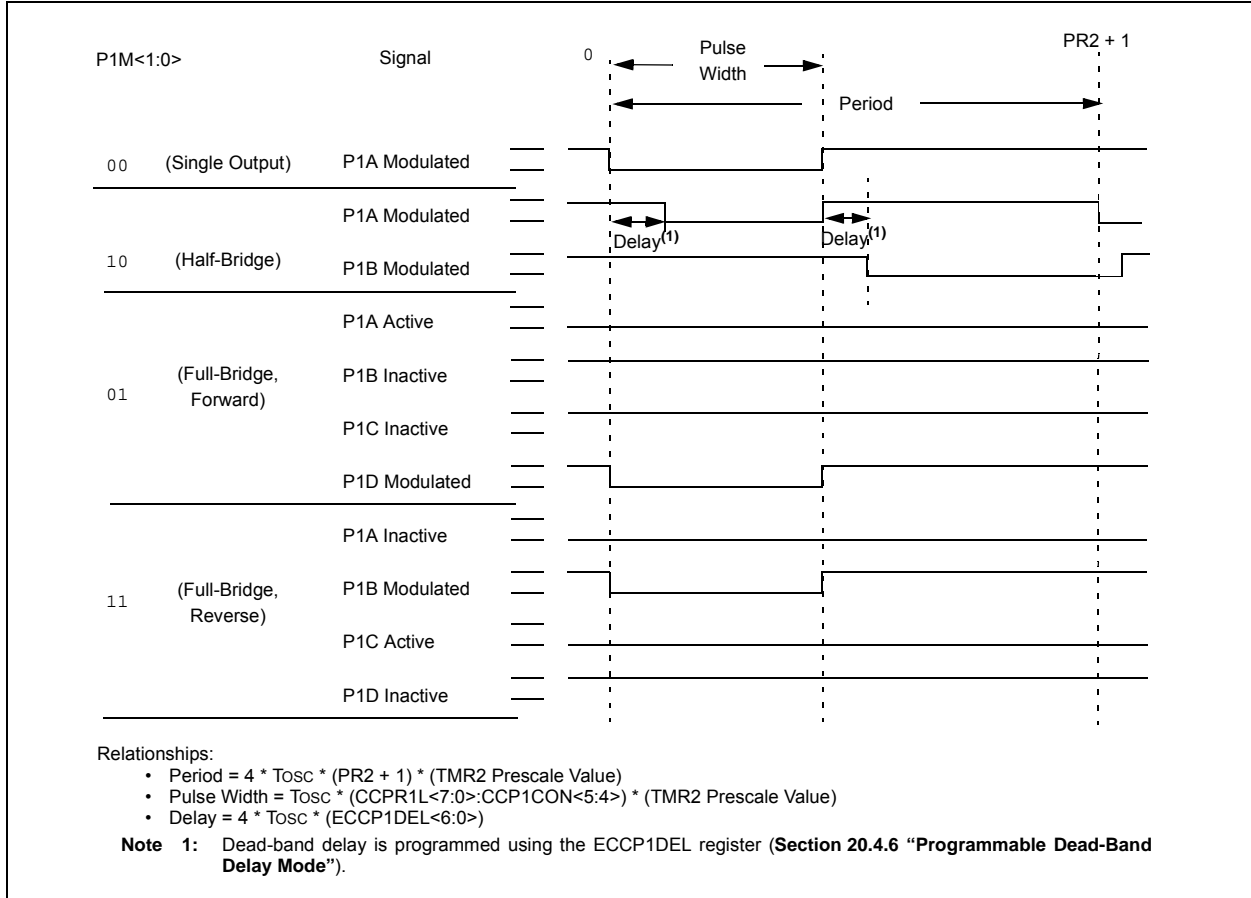 P1M<1:0> Signal 0 Pulse Width PR2 + 1
Period
00 (Single Output) P1A Modulated
P1A Modulated
Delay(1) Delay(1)
10 (Half-Bridge) P1B Modulated
P1A Active
01 (Full-Bridge, Forward) P1B Inactive
P1C Inactive
P1D Modulated
P1A Inactive
11 (Full-Bridge, Reverse) P1B Modulated
P1C Active
P1D Inactive
Relationships:
• Period = 4 * TOSC * (PR2 + 1) * (TMR2 Prescale Value)
• Pulse Width = TOSC * (CCPR1L<7:0>:CCP1CON<5:4>) * (TMR2 Prescale Value)
• Delay = 4 * TOSC * (ECCP1DEL<6:0>)
Note 1: Dead-band delay is programmed using the ECCP1DEL register (Section 20.4.6 “Programmable Dead-Band
Delay Mode”).